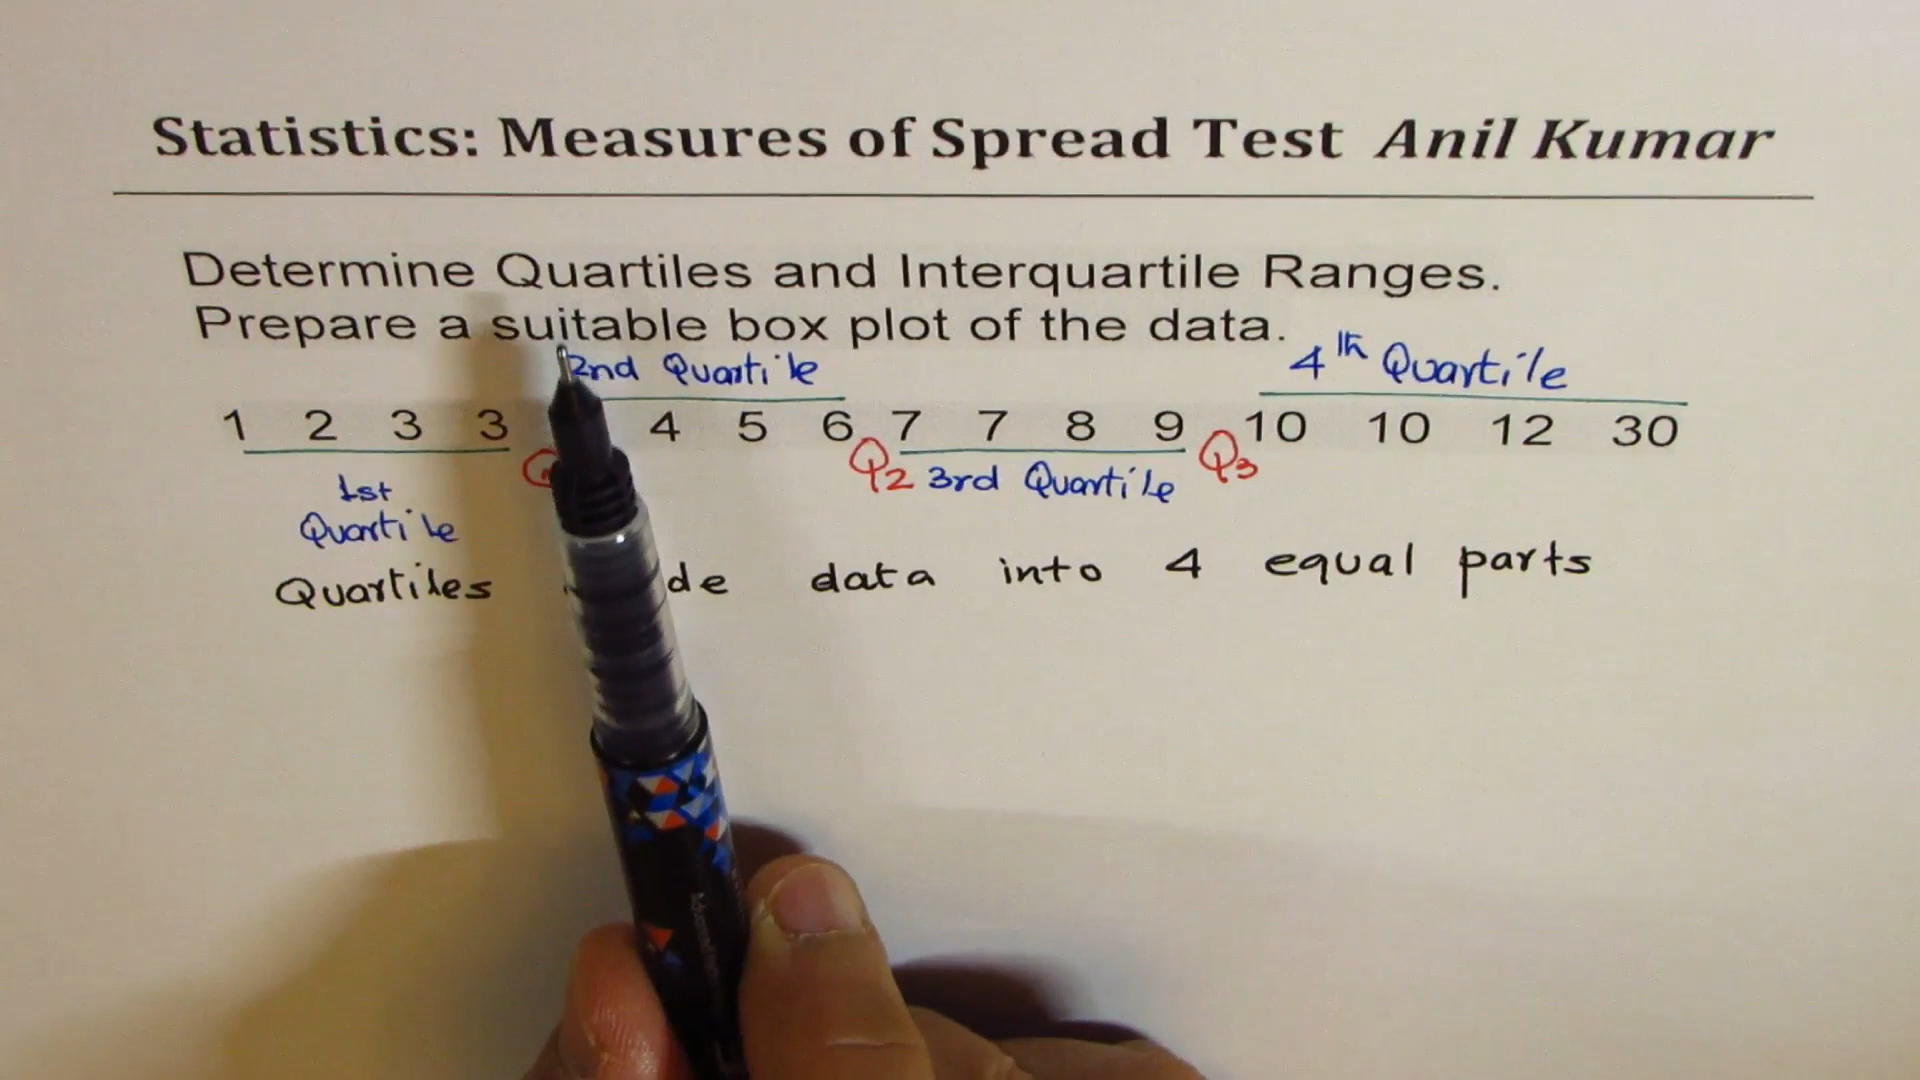 Statistics: Measures of Spread Test Anil Kumar
Determine Quartiles and Interquartile Ranges.
Prepare a suitable box plot of the data.
2nd Quartile 4th Quartile
1 2 3 3 4 5 6 7 7 8 9 10 10 12 30
Q2 3rd Quartile Q3
1st
Quartile
Quartiles de data into 4 equal parts